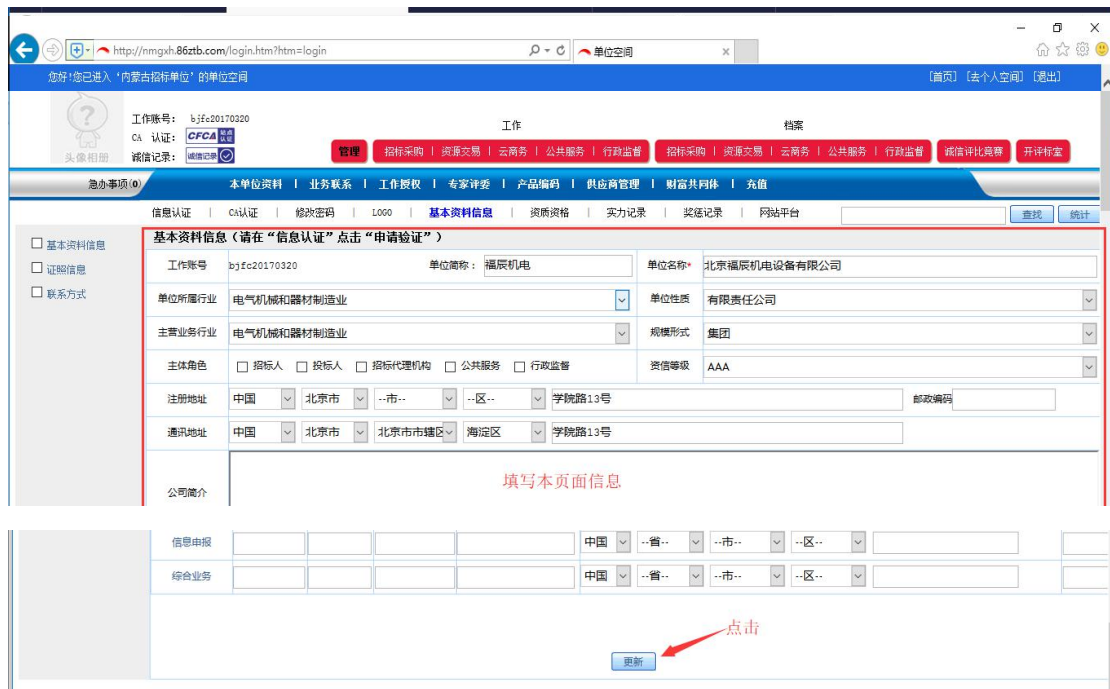 http://nmgxh.86ztb.com/login.htm?htm=login 单位空间
您好!您已进入‘内蒙古招标单位’的单位空间 [首页] [去个人空间] [退出]
工作账号: bjfc20170320
工作 档案
CA 认证: CFCA 站点认证
头像相册 诚信记录: 诚信记录
管理 招标采购 | 资源交易 | 云商务 | 公共服务 | 行政监督 招标采购 | 资源交易 | 云商务 | 公共服务 | 行政监督 诚信评比竞赛 开评标室
急办事项(0) 本单位资料 | 业务联系 | 工作授权 | 专家评委 | 产品编码 | 供应商管理 | 财富共同体 | 充值
信息认证 | CA认证 | 修改密码 | LOGO | 基本资料信息 | 资质资格 | 实力记录 | 奖惩记录 | 网站平台 查找 统计
基本资料信息
证照信息
联系方式
基本资料信息(请在“信息认证”点击“申请验证”)
工作账号 bjfc20170320 单位简称: 福辰机电 单位名称* 北京福辰机电设备有限公司
单位所属行业 电气机械和器材制造业 单位性质 有限责任公司
主营业务行业 电气机械和器材制造业 规模形式 集团
主体角色 招标人 投标人 招标代理机构 公共服务 行政监督 资信等级 AAA
注册地址 中国 北京市 --市-- --区-- 学院路13号 邮政编码
通讯地址 中国 北京市 北京市市辖区 海淀区 学院路13号
公司简介 填写本页面信息
信息申报 中国 --省-- --市-- --区--
综合业务 中国 --省-- --市-- --区--
点击
更新